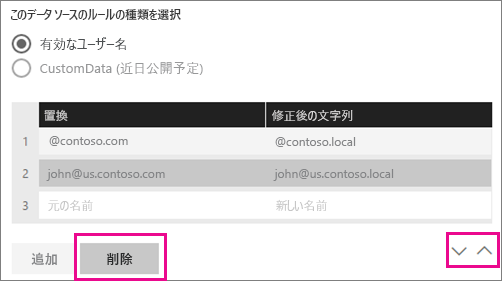 このデータ ソースのルールの種類を選択
有効なユーザー名
CustomData (近日公開予定)
置換 修正後の文字列
1 @contoso.com @contoso.local
2 john@us.contoso.com john@us.contoso.local
3 元の名前 新しい名前
追加 削除